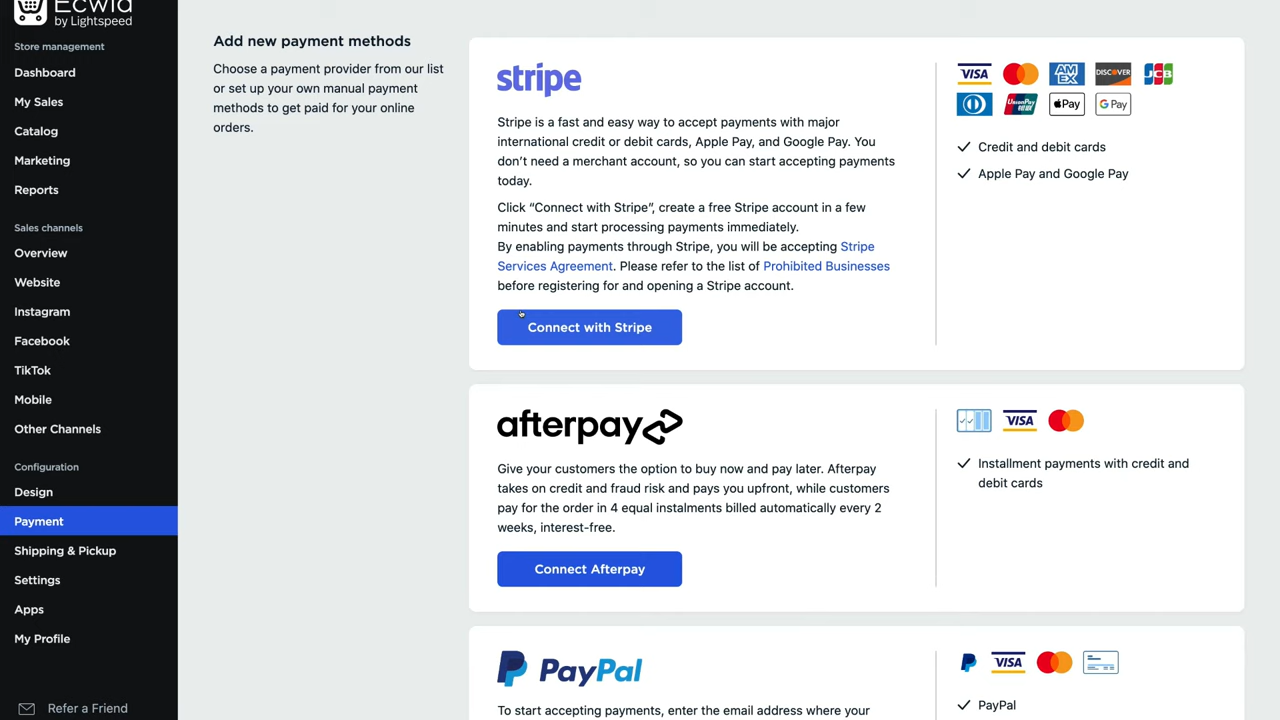 Ecwid
by Lightspeed
Store management
Dashboard
My Sales
Catalog
Marketing
Reports
Sales channels
Overview
Website
Instagram
Facebook
TikTok
Mobile
Other Channels
Configuration
Design
Payment
Shipping & Pickup
Settings
Apps
My Profile
Refer a Friend
Add new payment methods
Choose a payment provider from our list
or set up your own manual payment
methods to get paid for your online
orders.
stripe
Stripe is a fast and easy way to accept payments with major
international credit or debit cards, Apple Pay, and Google Pay. You
don't need a merchant account, so you can start accepting payments
today.
Click “Connect with Stripe”, create a free Stripe account in a few
minutes and start processing payments immediately.
By enabling payments through Stripe, you will be accepting Stripe
Services Agreement. Please refer to the list of Prohibited Businesses
before registering for and opening a Stripe account.
Connect with Stripe
VISA AM EX DISCOVER JCB
UnionPay Pay G Pay
Credit and debit cards
Apple Pay and Google Pay
afterpay
Give your customers the option to buy now and pay later. Afterpay
takes on credit and fraud risk and pays you upfront, while customers
pay for the order in 4 equal instalments billed automatically every 2
weeks, interest-free.
Connect Afterpay
VISA
Installment payments with credit and
debit cards
PayPal
To start accepting payments, enter the email address where your
VISA
PayPal